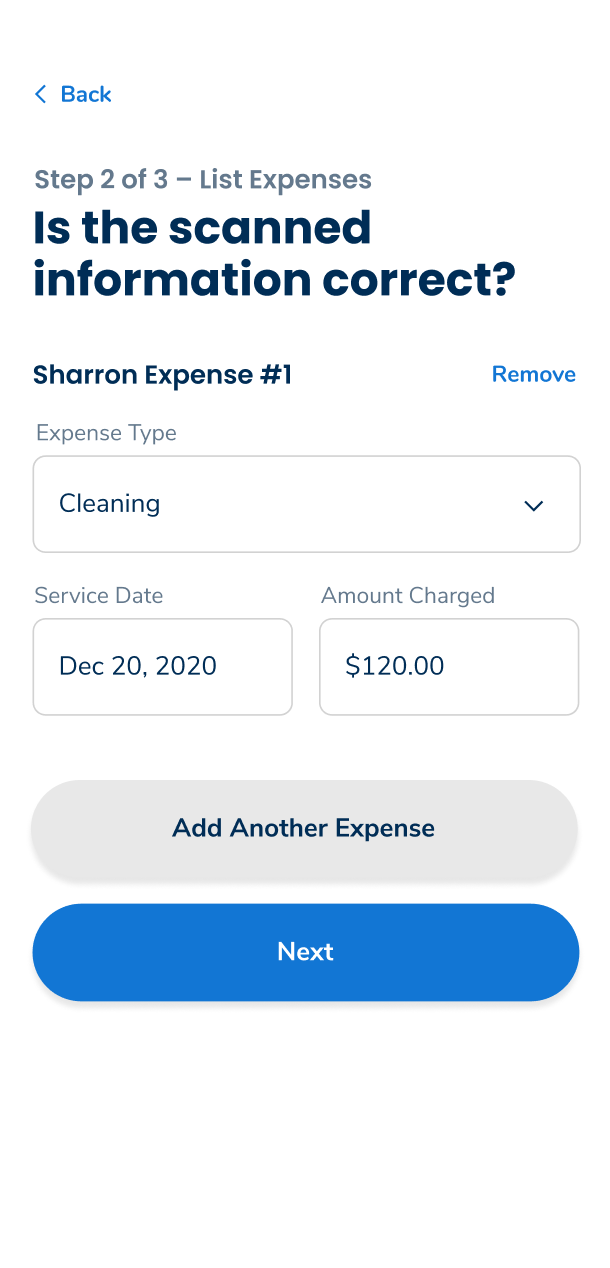 Back
Step 2 of 3 – List Expenses
Is the scanned
information correct?
Sharron Expense #1
Remove
Expense Type
Cleaning
Service Date
Amount Charged
Dec 20, 2020
$120.00
Add Another Expense
Next